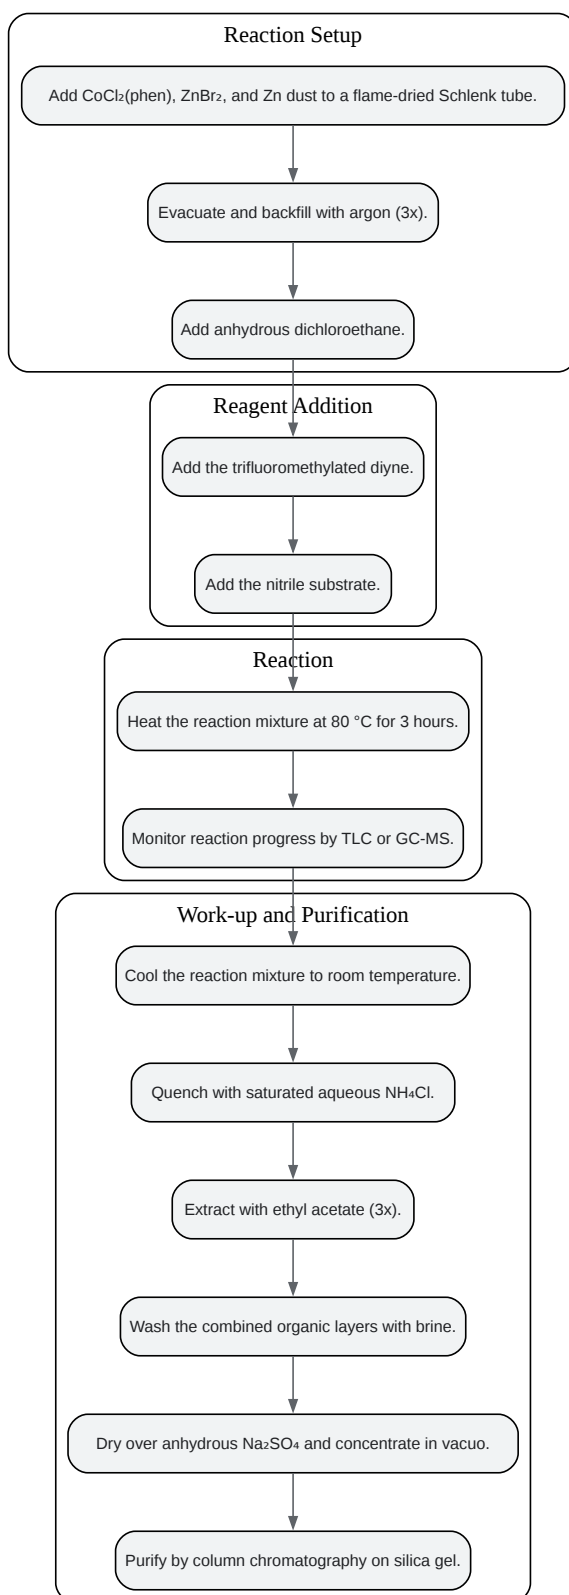 Reaction Setup
Add CoCl₂(phen), ZnBr₂, and Zn dust to a flame-dried Schlenk tube.
Evacuate and backfill with argon (3x).
Add anhydrous dichloroethane.
Reagent Addition
Add the trifluoromethylated diyne.
Add the nitrile substrate.
Reaction
Heat the reaction mixture at 80 °C for 3 hours.
Monitor reaction progress by TLC or GC-MS.
Work-up and Purification
Cool the reaction mixture to room temperature.
Quench with saturated aqueous NH₄Cl.
Extract with ethyl acetate (3x).
Wash the combined organic layers with brine.
Dry over anhydrous Na₂SO₄ and concentrate in vacuo.
Purify by column chromatography on silica gel.